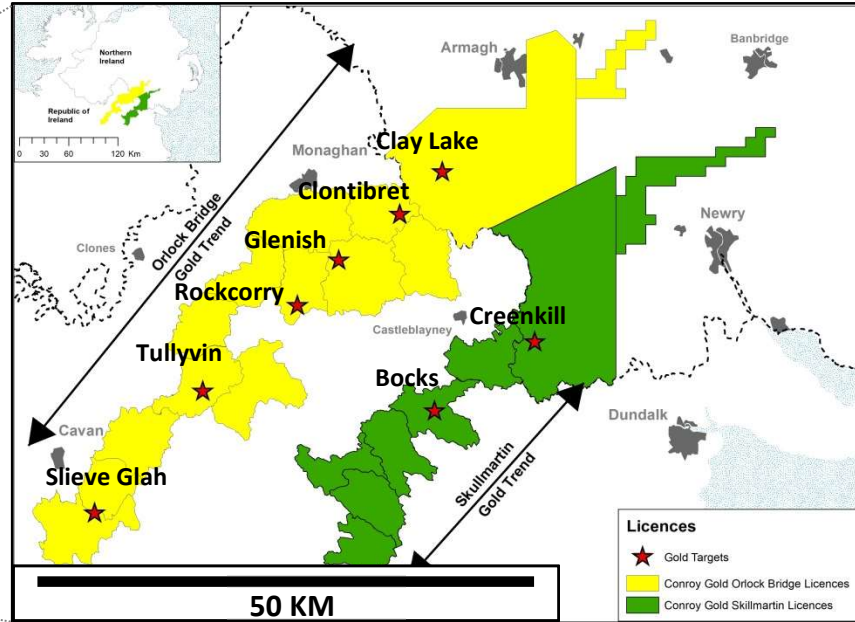 Northern
Ireland
Republic of
Ireland
0 30 60 120 Km
Armagh
Banbridge
Clay Lake
Monaghan
Clontibret
Orlock Bridge
Gold Trend
Glenish
Newry
Clones
Rockcorry
Castleblayney
Creenkill
Tullyvin
Bocks
Dundalk
Cavan
Skullmartin
Gold Trend
Slieve Glah
50 KM
Licences
Gold Targets
Conroy Gold Orlock Bridge Licences
Conroy Gold Skillmartin Licences